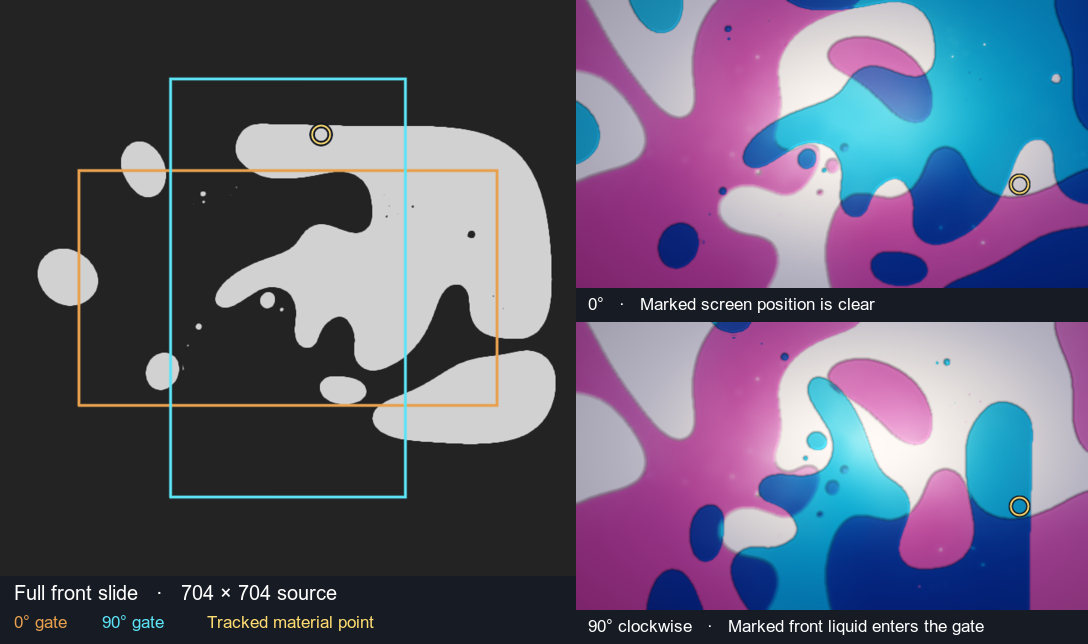 Full front slide · 704 × 704 source
0° gate 90° gate Tracked material point
0° · Marked screen position is clear
90° clockwise · Marked front liquid enters the gate